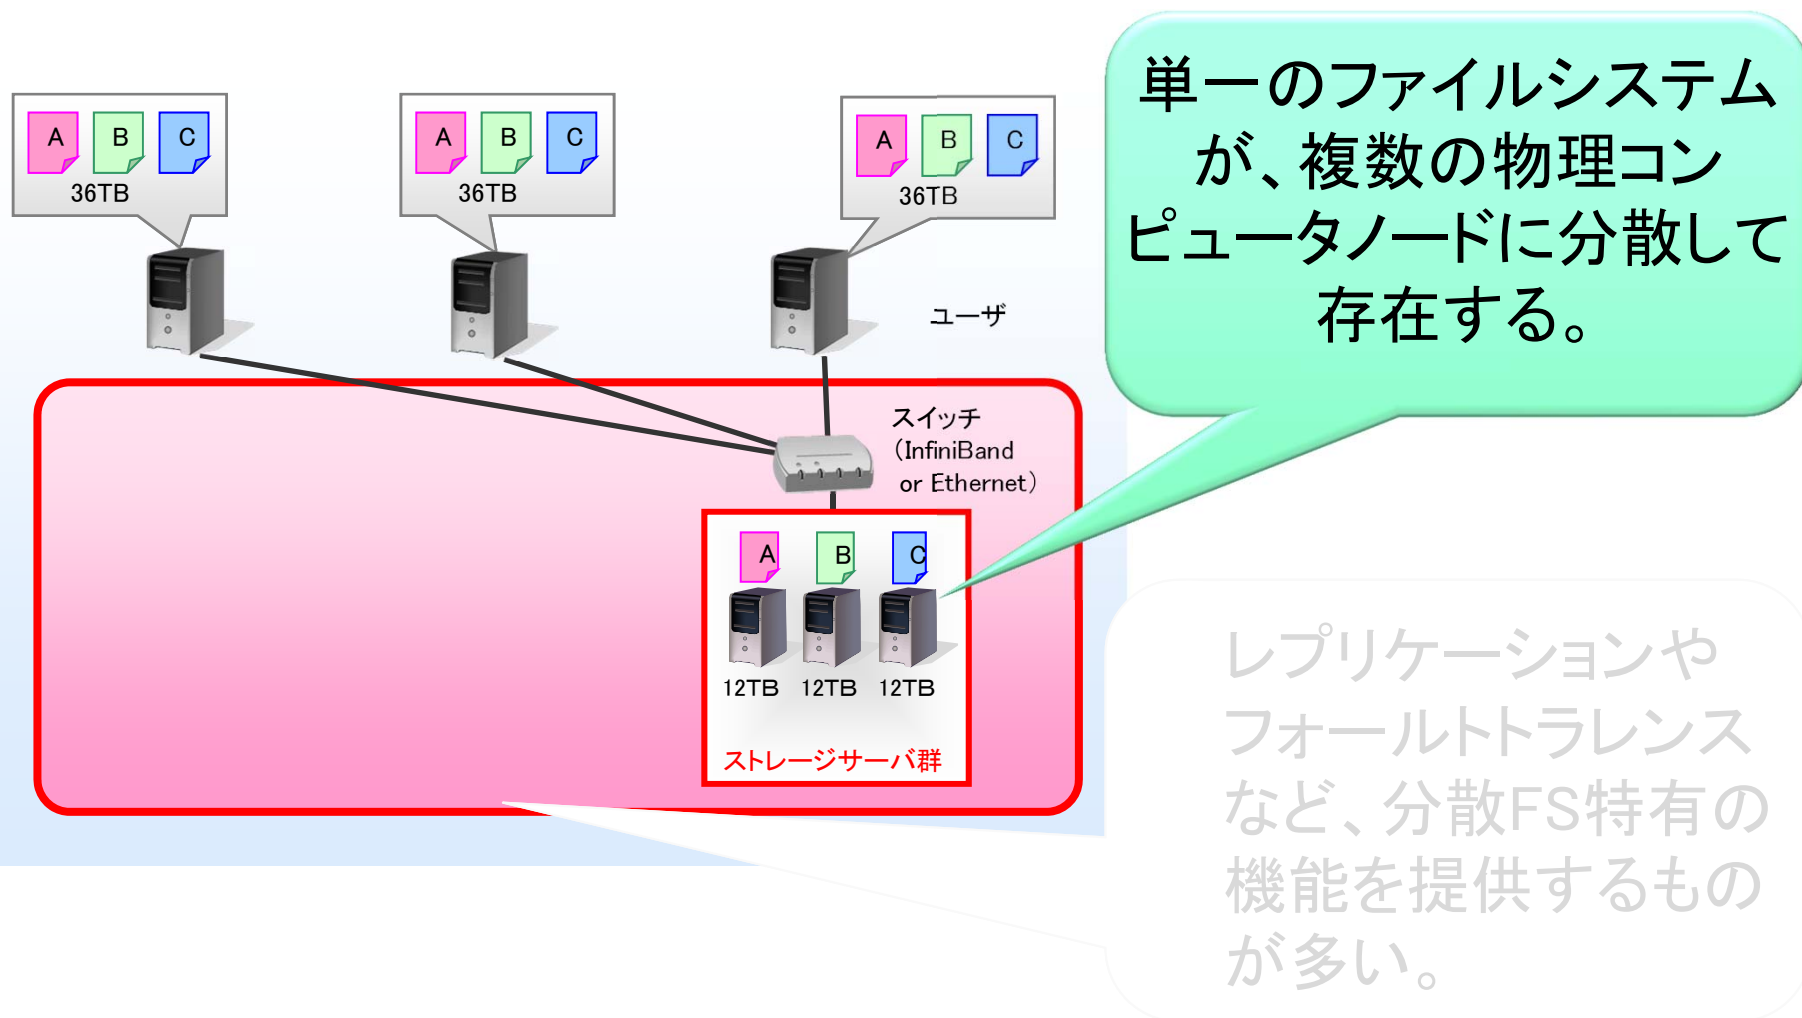 A B C
36TB
A B C
36TB
A B C
36TB
ユーザ
スイッチ
（InfiniBand
or Ethernet）
A B C
12TB 12TB 12TB
ストレージサーバ群
単一のファイルシステム
が、複数の物理コン
ピュータノードに分散して
存在する。
レプリケーションや
フォールトトラレンス
など、分散FS特有の
機能を提供するもの
が多い。